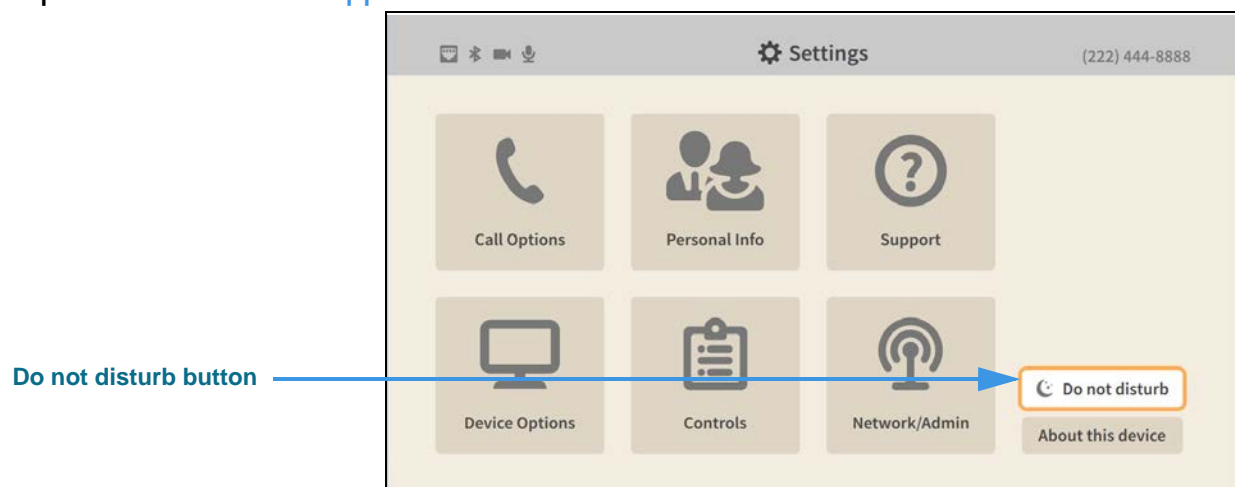 Settings
(222) 444-8888
Call Options
Personal Info
Support
Do not disturb button
Do not disturb
Device Options
Controls
Network/Admin
About this device